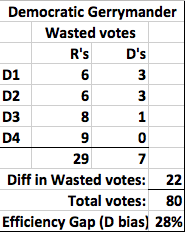 Democratic Gerrymander
Wasted votes
R's D's
D1 6 3
D2 6 3
D3 8 1
D4 9 0
29 7
Diff in Wasted votes: 22
Total votes: 80
Efficiency Gap (D bias) 28%